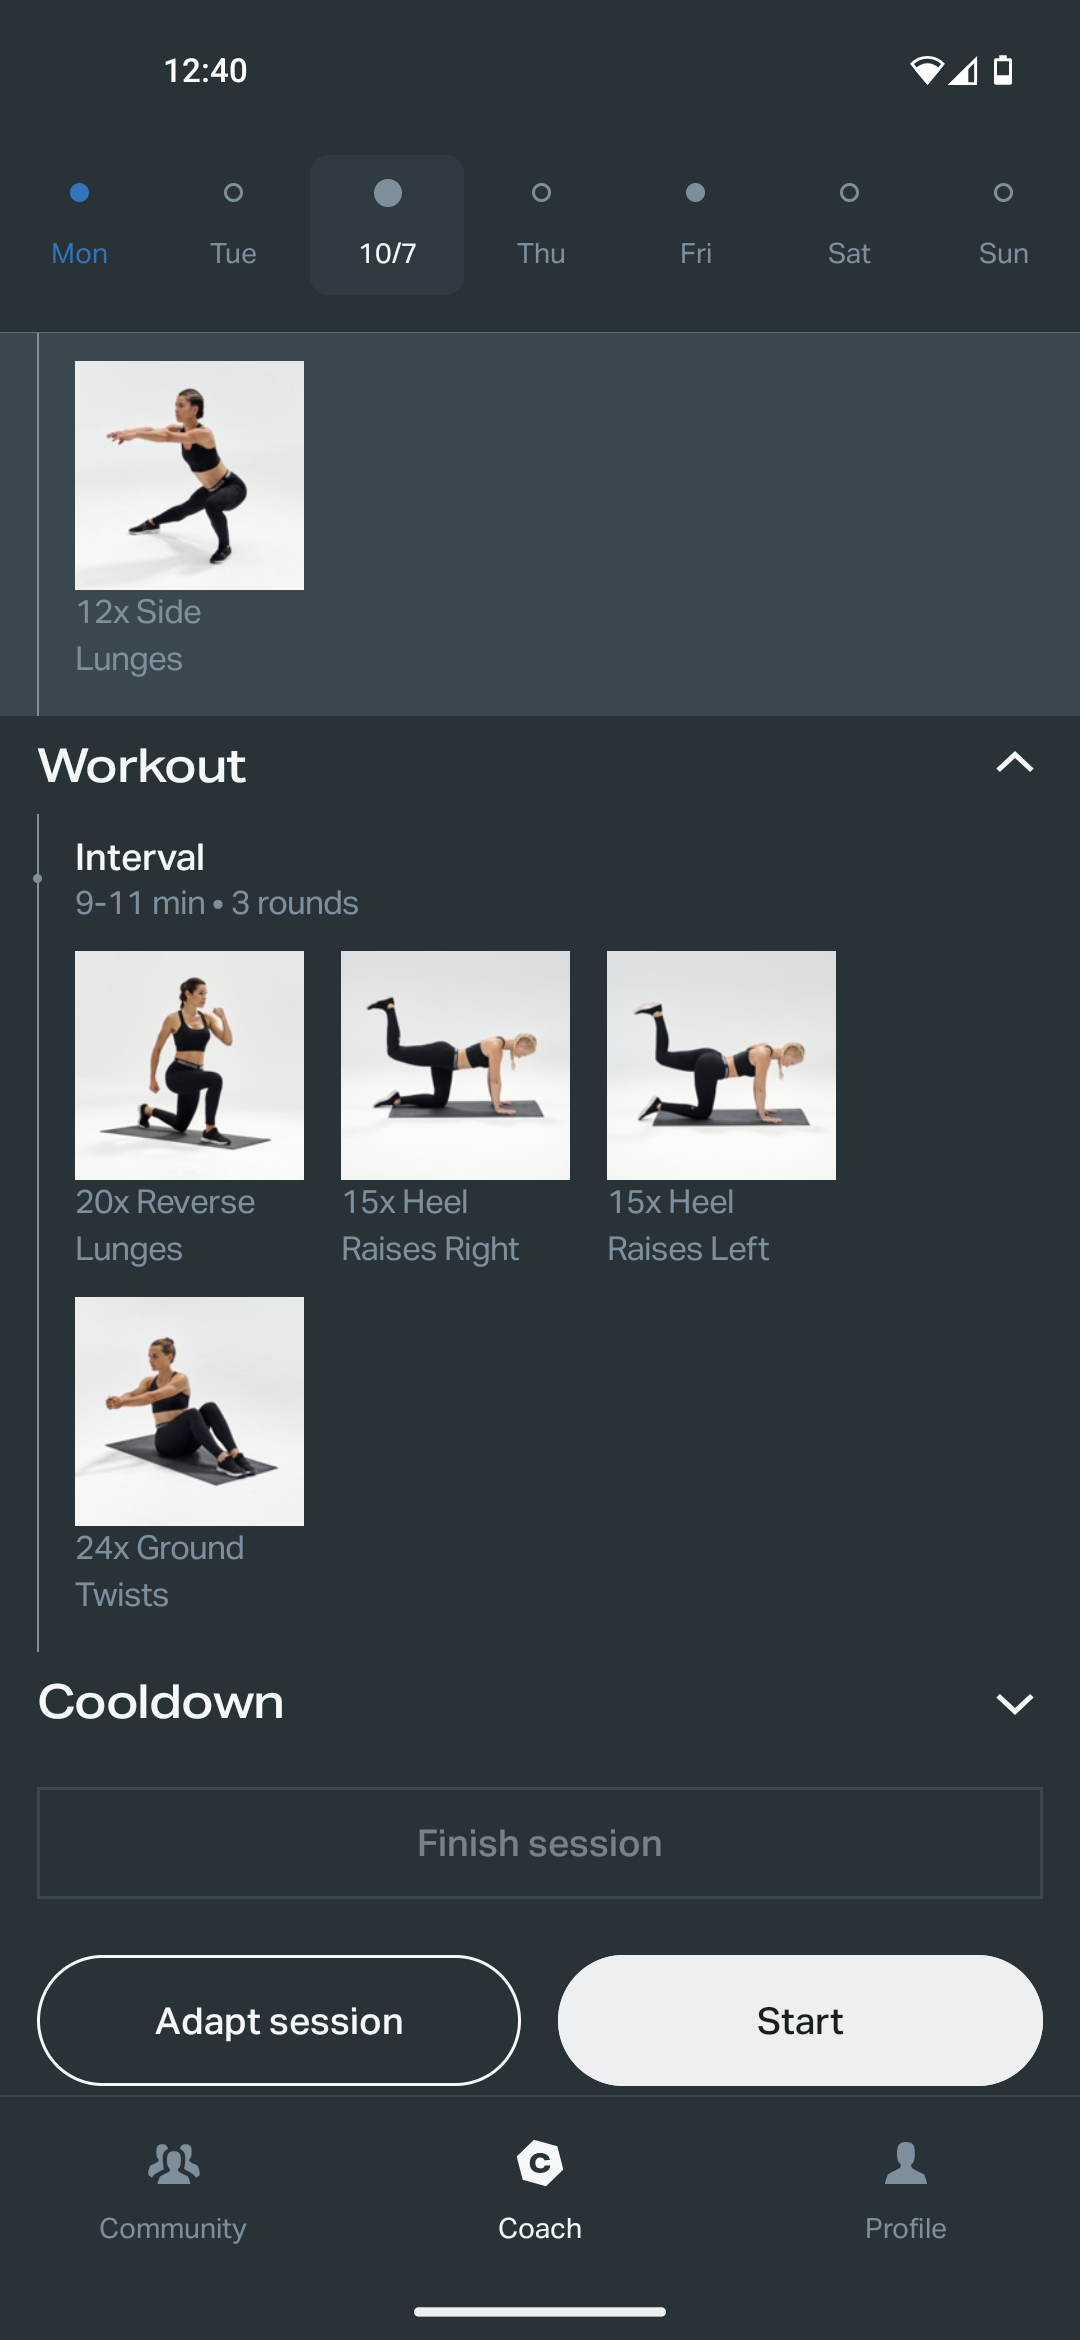 12:40
Mon
Tue
10/7
Thu
Fri
Sat
Sun
12x Side
Lunges
Workout
Interval
9-11 min • 3 rounds
20x Reverse
Lunges
15x Heel
Raises Right
15x Heel
Raises Left
24x Ground
Twists
Cooldown
Finish session
Adapt session
Start
C
Community
Coach
Profile